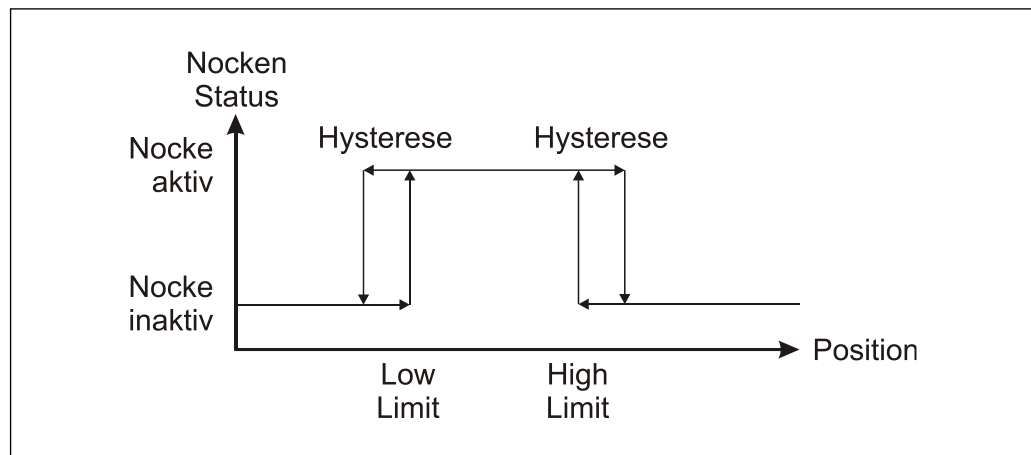 Nocken
Status
Hysterese
Hysterese
Nocke
aktiv
Nocke
inaktiv
Position
Low
Limit
High
Limit